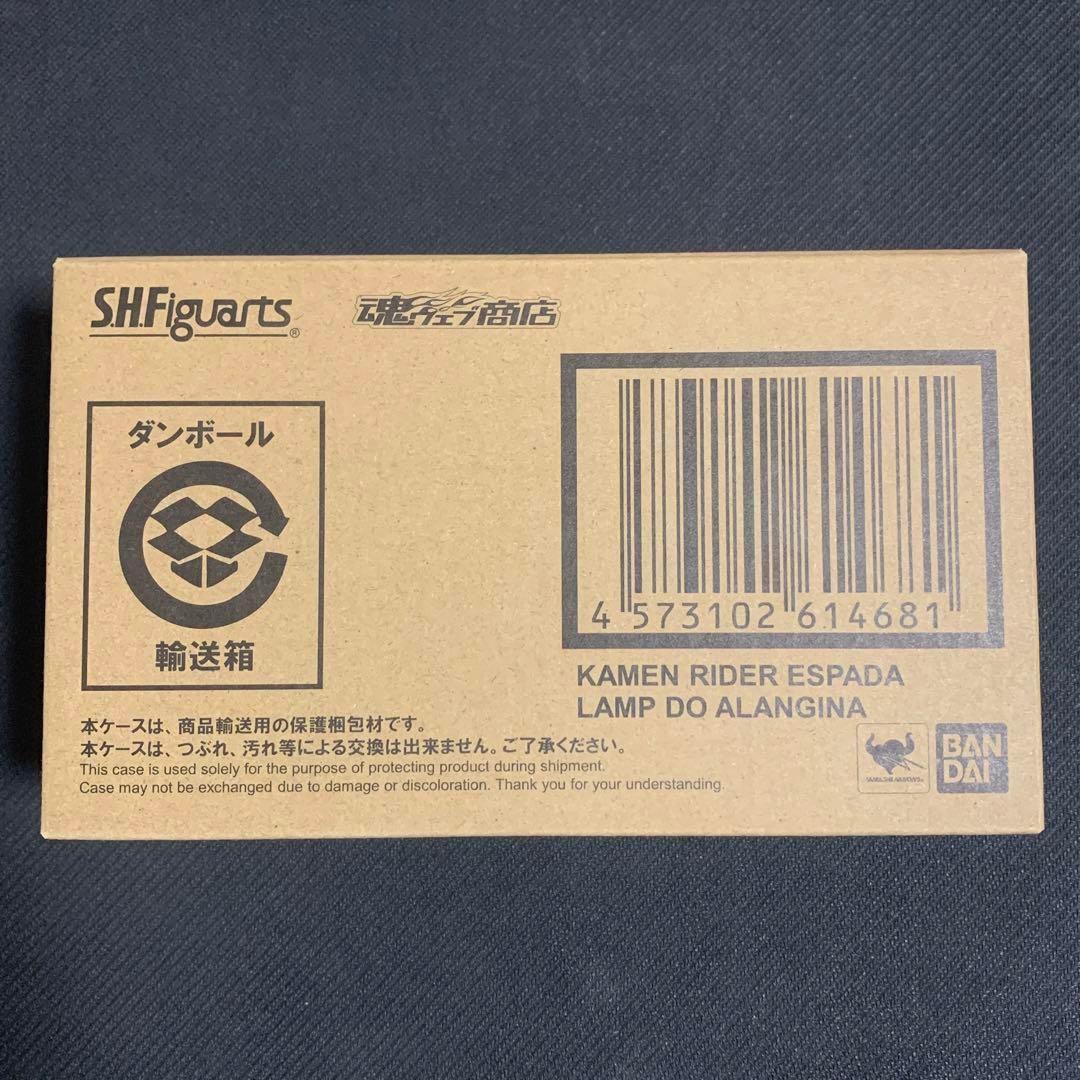 S.H.Figuarts®
魂ウェブ商店
ダンボール
輸送箱
4 573102 614681
KAMEN RIDER ESPADA
LAMP DO ALANGINA
本ケースは、商品輸送用の保護梱包材です。
本ケースは、つぶれ、汚れ等による交換は出来ません。ご了承ください。
This case is used solely for the purpose of protecting product during shipment.
Case may not be exchanged due to damage or discoloration. Thank you for your understanding.
TAMASHII NATIONS
BAN
DAI